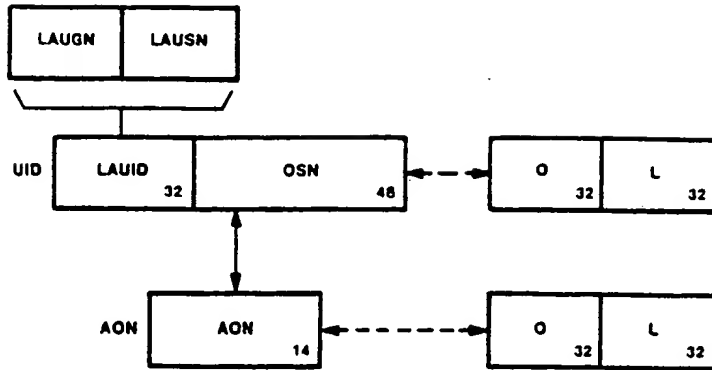 LAUGN LAUSN
UID LAUID 32 OSN 48 O 32 L 32
AON AON 14 O 32 L 32